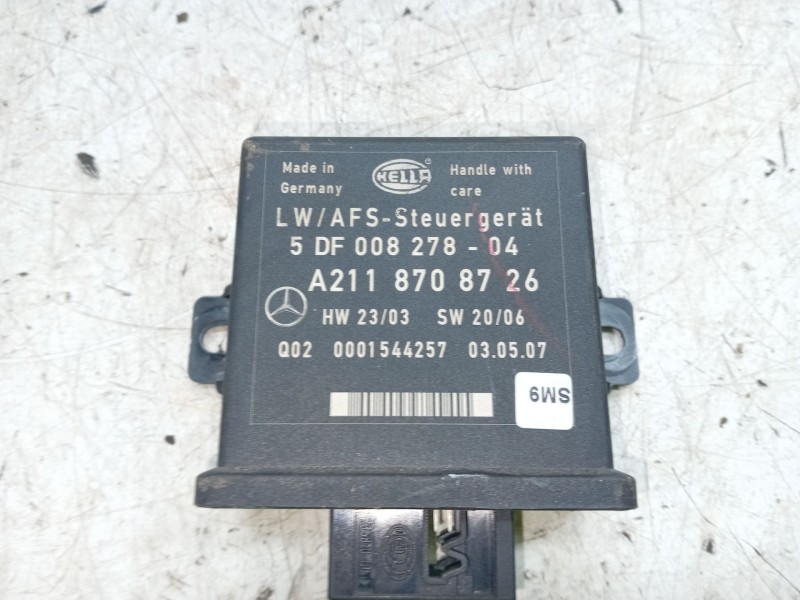 Made in
Germany
HELLA
®
Handle with
care
LW/AFS-Steuergerät
5 DF 008 278 - 04
A211 870 87 26
HW 23/03 SW 20/06
Q02 0001544257 03.05.07
SM9